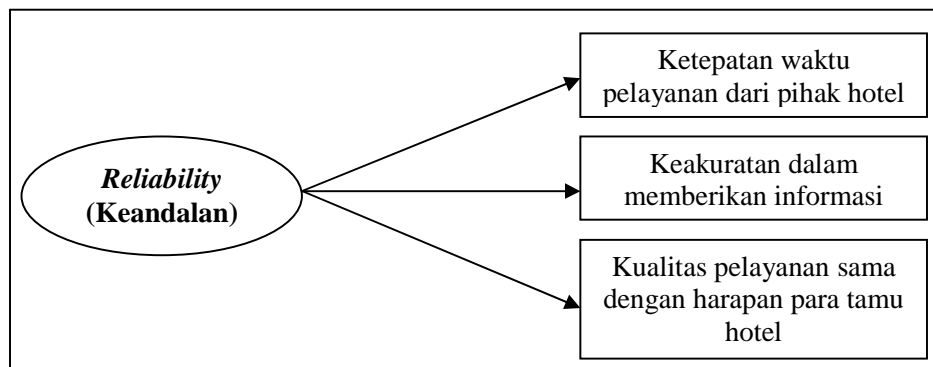 Ketepatan waktu
pelayanan dari pihak hotel
Reliability
(Keandalan)
Keakuratan dalam
memberikan informasi
Kualitas pelayanan sama
dengan harapan para tamu
hotel